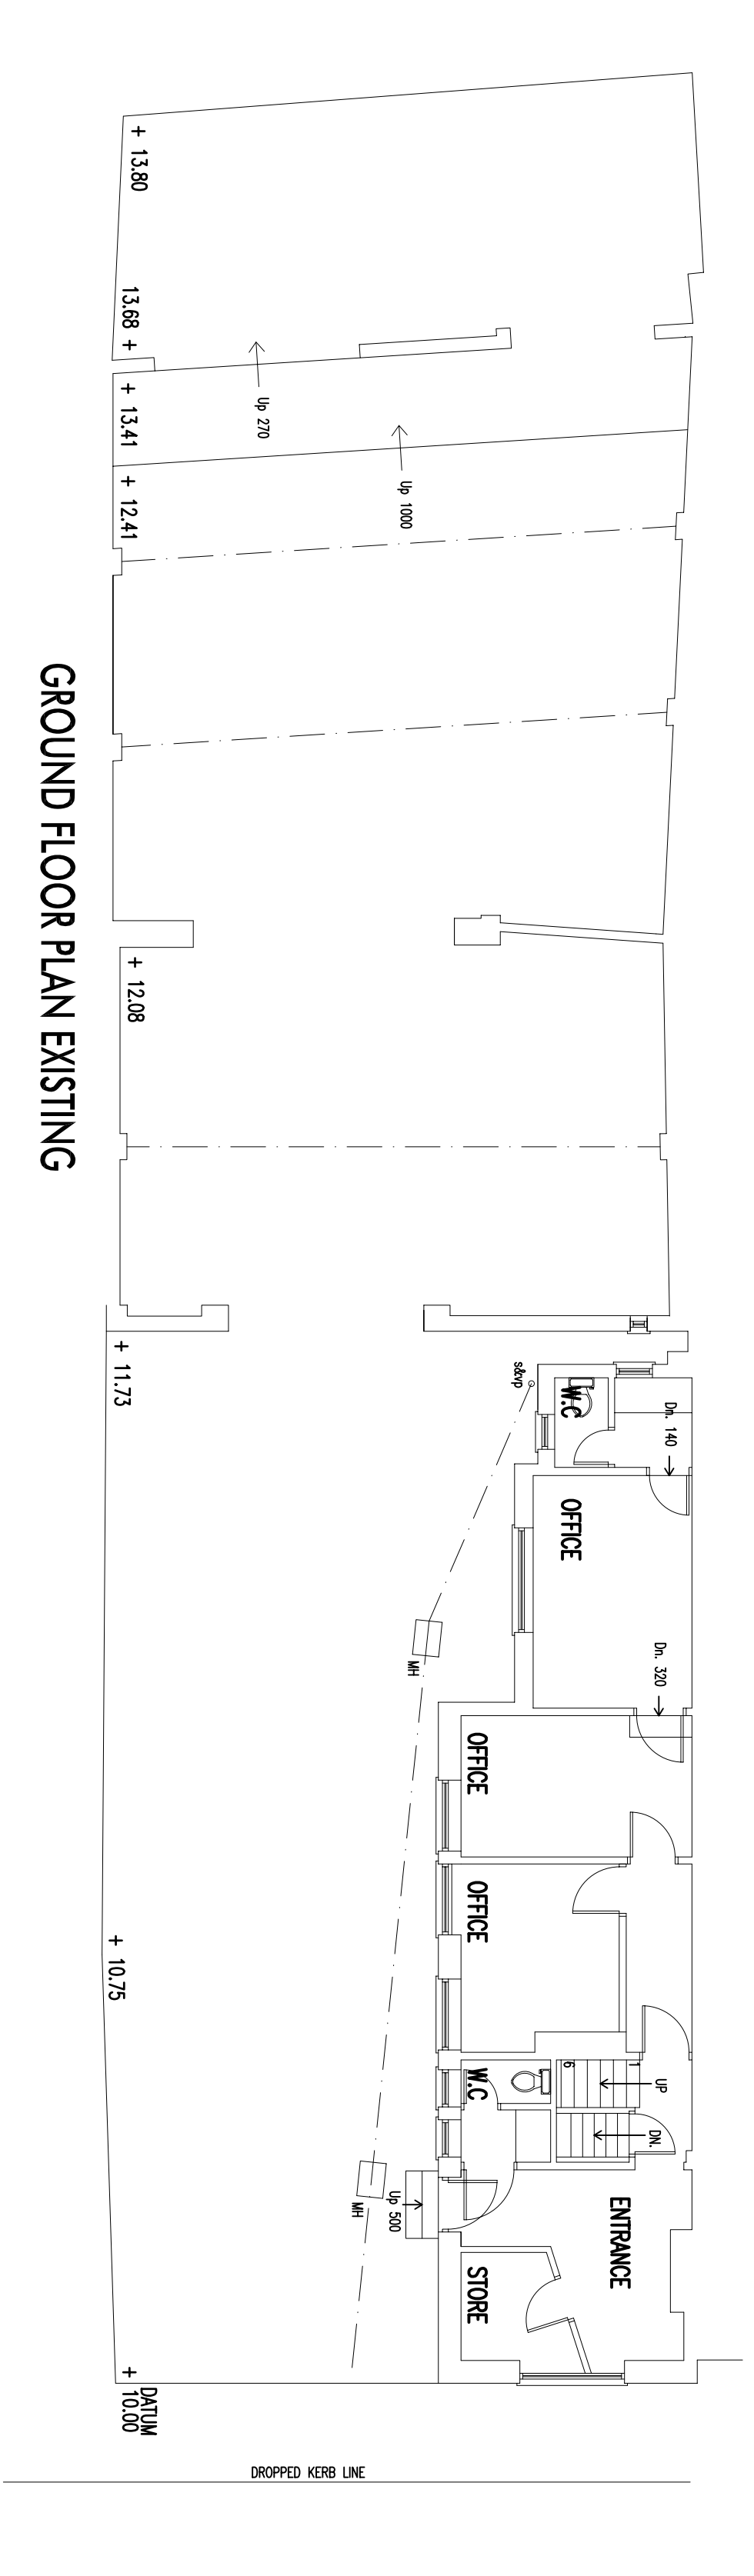 + 13.80
13.68 +
+ 13.41
Up 270
+ 12.41
Up 1000
GROUND FLOOR PLAN EXISTING
+ 12.08
+ 11.73
s&vp
W.C
Dn. 140
OFFICE
MH
Dn. 320
OFFICE
OFFICE
+ 10.75
W.C
6
1
UP
DN.
MH
Up 500
ENTRANCE
STORE
DATUM
+ 10.00
DROPPED KERB LINE